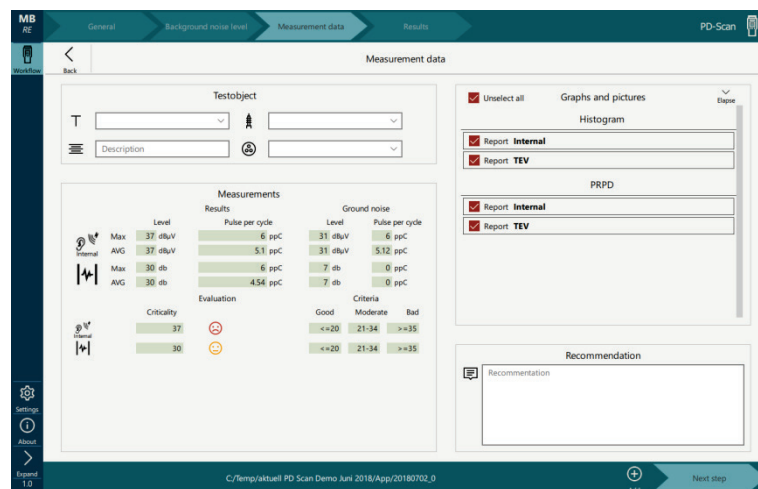 MB
RE
General
Background noise level
Measurement data
Results
PD-Scan
Workflow
Back
Measurement data
Testobject
T
Description
Unselect all
Graphs and pictures
Elapse
Histogram
Report Internal
Report TEV
PRPD
Report Internal
Report TEV
Measurements
Results Ground noise
Level Pulse per cycle Level Pulse per cycle
Internal
Max 37 dBµV 6 ppC 31 dBµV 6 ppC
AVG 37 dBµV 5.1 ppC 31 dBµV 5.12 ppC
Max 30 db 6 ppC 7 db 0 ppC
AVG 30 db 4.54 ppC 7 db 0 ppC
Evaluation Criteria
Criticality Good Moderate Bad
Internal
37 <=20 21-34 >=35
30 <=20 21-34 >=35
Recommendation
Recommentation
Settings
About
Expand
1.0
C:/Temp/aktuell PD Scan Demo Juni 2018/App/20180702_0
Next step